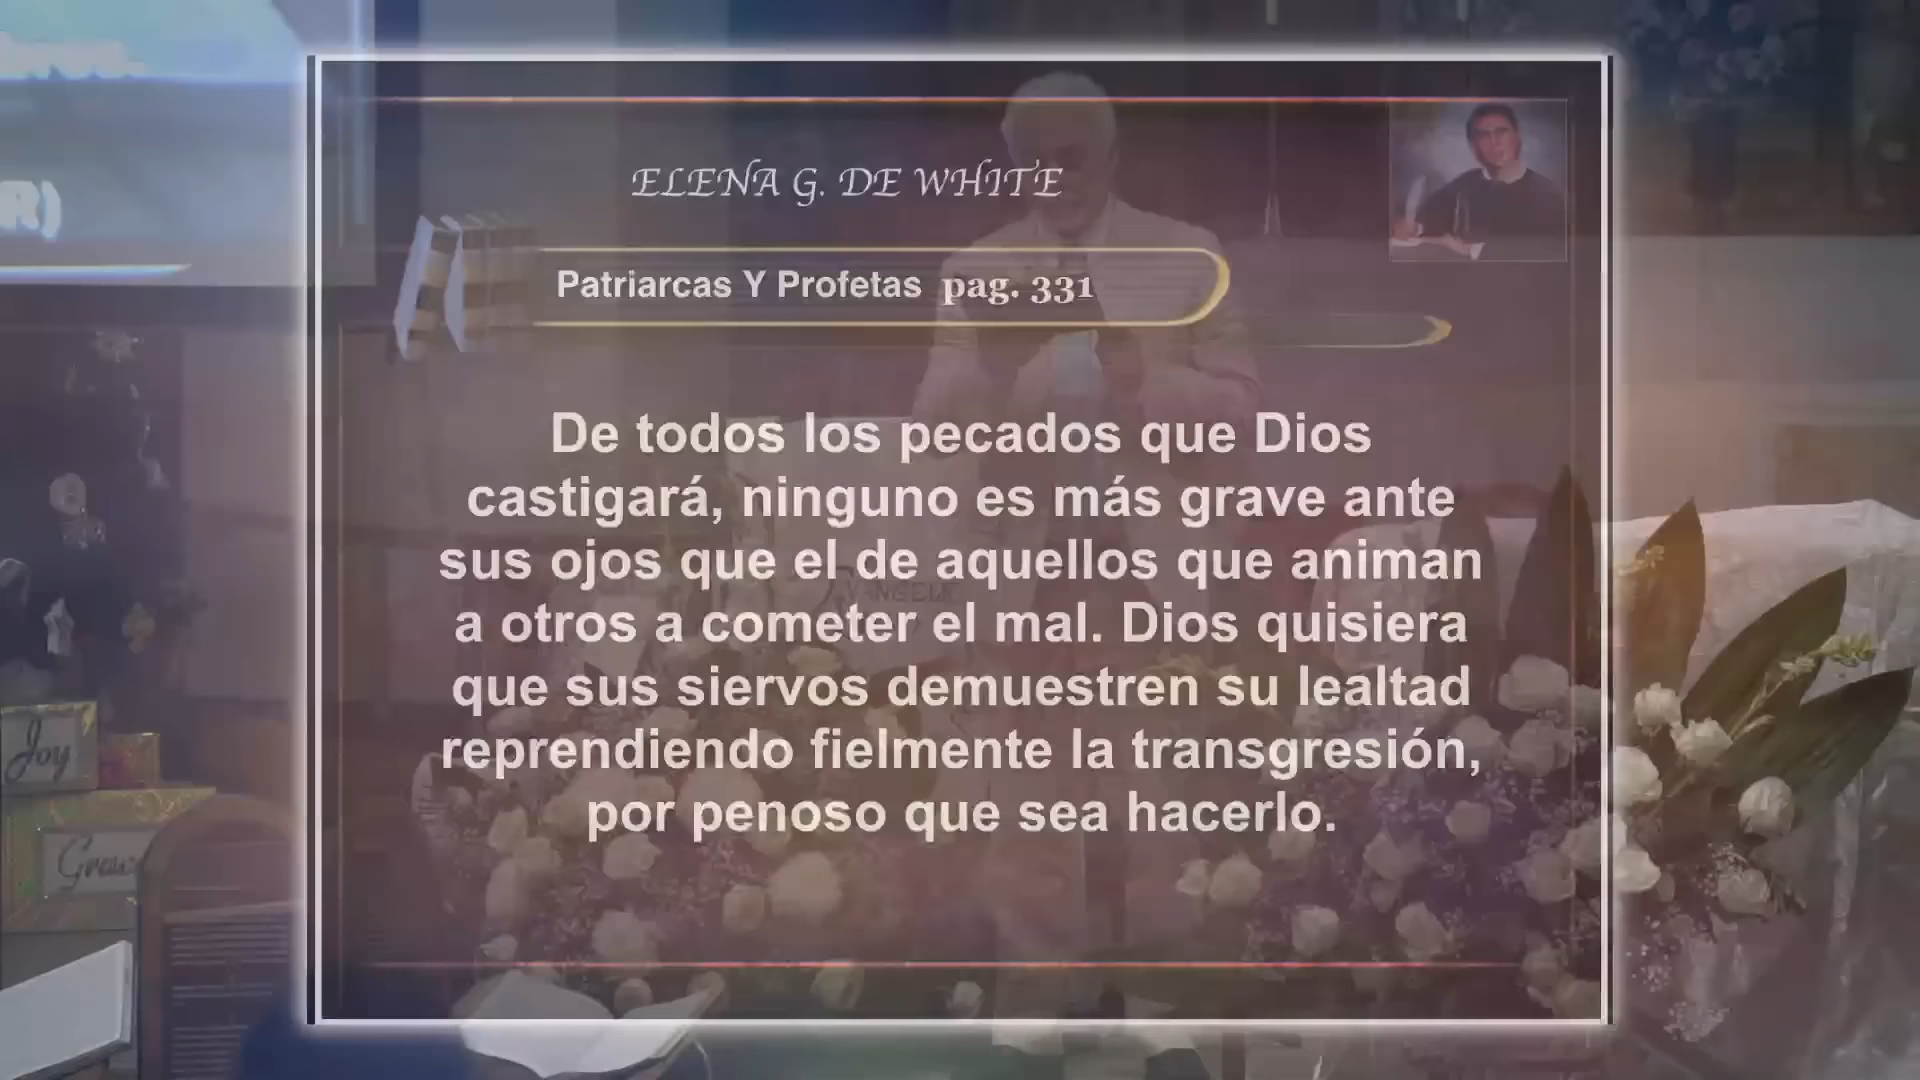 R)
ELENA G. DE WHITE
Patriarcas Y Profetas pag. 331
De todos los pecados que Dios
castigará, ninguno es más grave ante
sus ojos que el de aquellos que animan
a otros a cometer el mal. Dios quisiera
que sus siervos demuestren su lealtad
reprendiendo fielmente la transgresión,
por penoso que sea hacerlo.
Joy